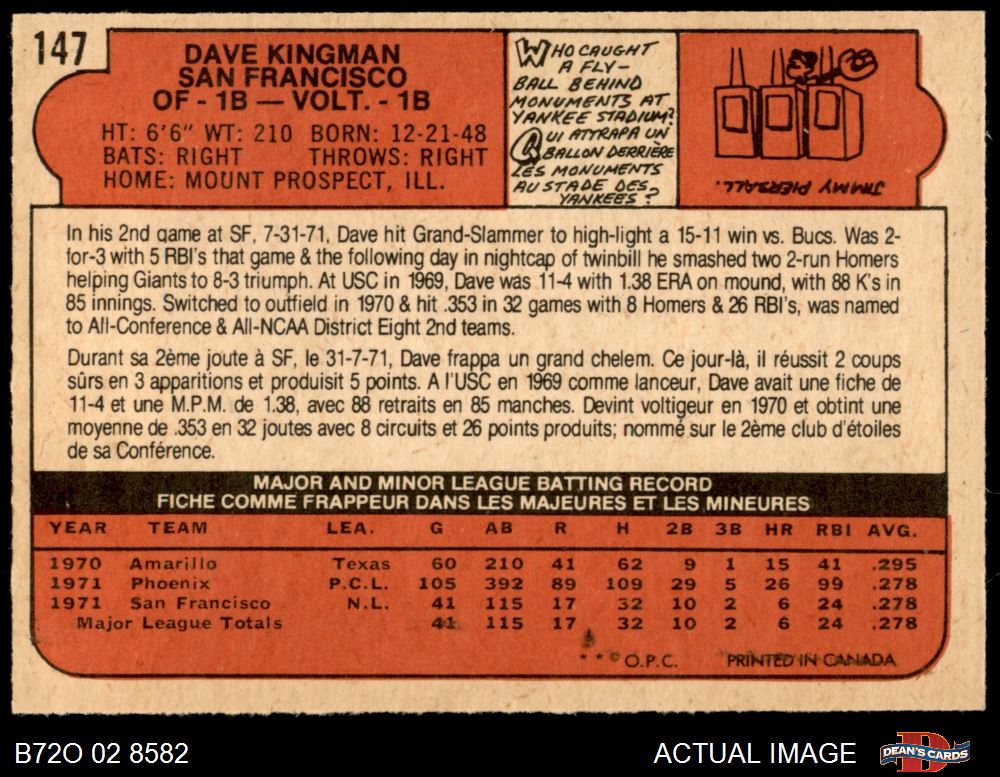 147
DAVE KINGMAN
SAN FRANCISCO
OF - 1B — VOLT. - 1B
HT: 6'6" WT: 210 BORN: 12-21-48
BATS: RIGHT THROWS: RIGHT
HOME: MOUNT PROSPECT, ILL.
WHO CAUGHT
A FLY-
BALL BEHIND
MONUMENTS AT
YANKEE STADIUM?
QUI ATTRAPA UN
BALLON DERRIÈRE
LES MONUMENTS
AU STADE DES
YANKEES?
JIMMY PIERSALL.
In his 2nd game at SF, 7-31-71, Dave hit Grand-Slammer to high-light a 15-11 win vs. Bucs. Was 2-
for-3 with 5 RBI's that game & the following day in nightcap of twinbill he smashed two 2-run Homers
helping Giants to 8-3 triumph. At USC in 1969, Dave was 11-4 with 1.38 ERA on mound, with 88 K's in
85 innings. Switched to outfield in 1970 & hit .353 in 32 games with 8 Homers & 26 RBI's, was named
to All-Conference & All-NCAA District Eight 2nd teams.
Durant sa 2ème joute à SF, le 31-7-71, Dave frappa un grand chelem. Ce jour-là, il réussit 2 coups
sûrs en 3 apparitions et produisit 5 points. A l'USC en 1969 comme lanceur, Dave avait une fiche de
11-4 et une M.P.M. de 1.38, avec 88 retraits en 85 manches. Devint voltigeur en 1970 et obtint une
moyenne de .353 en 32 joutes avec 8 circuits et 26 points produits; nommé sur le 2ème club d'étoiles
de sa Conférence.
MAJOR AND MINOR LEAGUE BATTING RECORD
FICHE COMME FRAPPEUR DANS LES MAJEURES ET LES MINEURES
YEAR TEAM LEA. G AB R H 2B 3B HR RBI AVG.
1970 Amarillo Texas 60 210 41 62 9 1 15 41 .295
1971 Phoenix P.C.L. 105 392 89 109 29 5 26 99 .278
1971 San Francisco N.L. 41 115 17 32 10 2 6 24 .278
Major League Totals 41 115 17 32 10 2 6 24 .278
* * © O.P.C. PRINTED IN CANADA
B72O 02 8582
ACTUAL IMAGE
DEAN'S CARDS